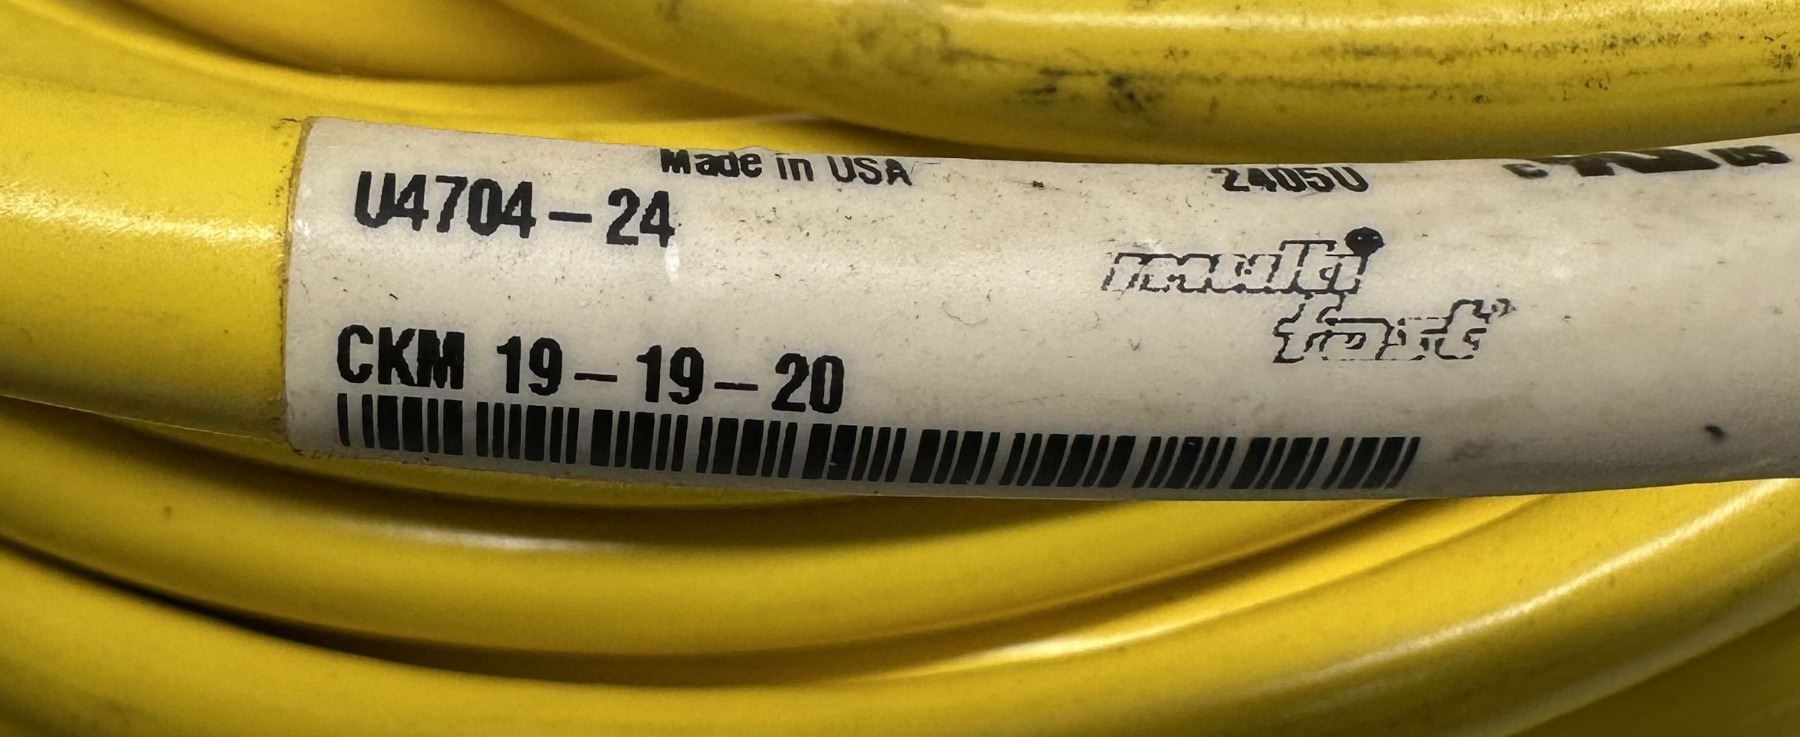 Made in USA 2405U
U4704-24
multi
fast
CKM 19-19-20